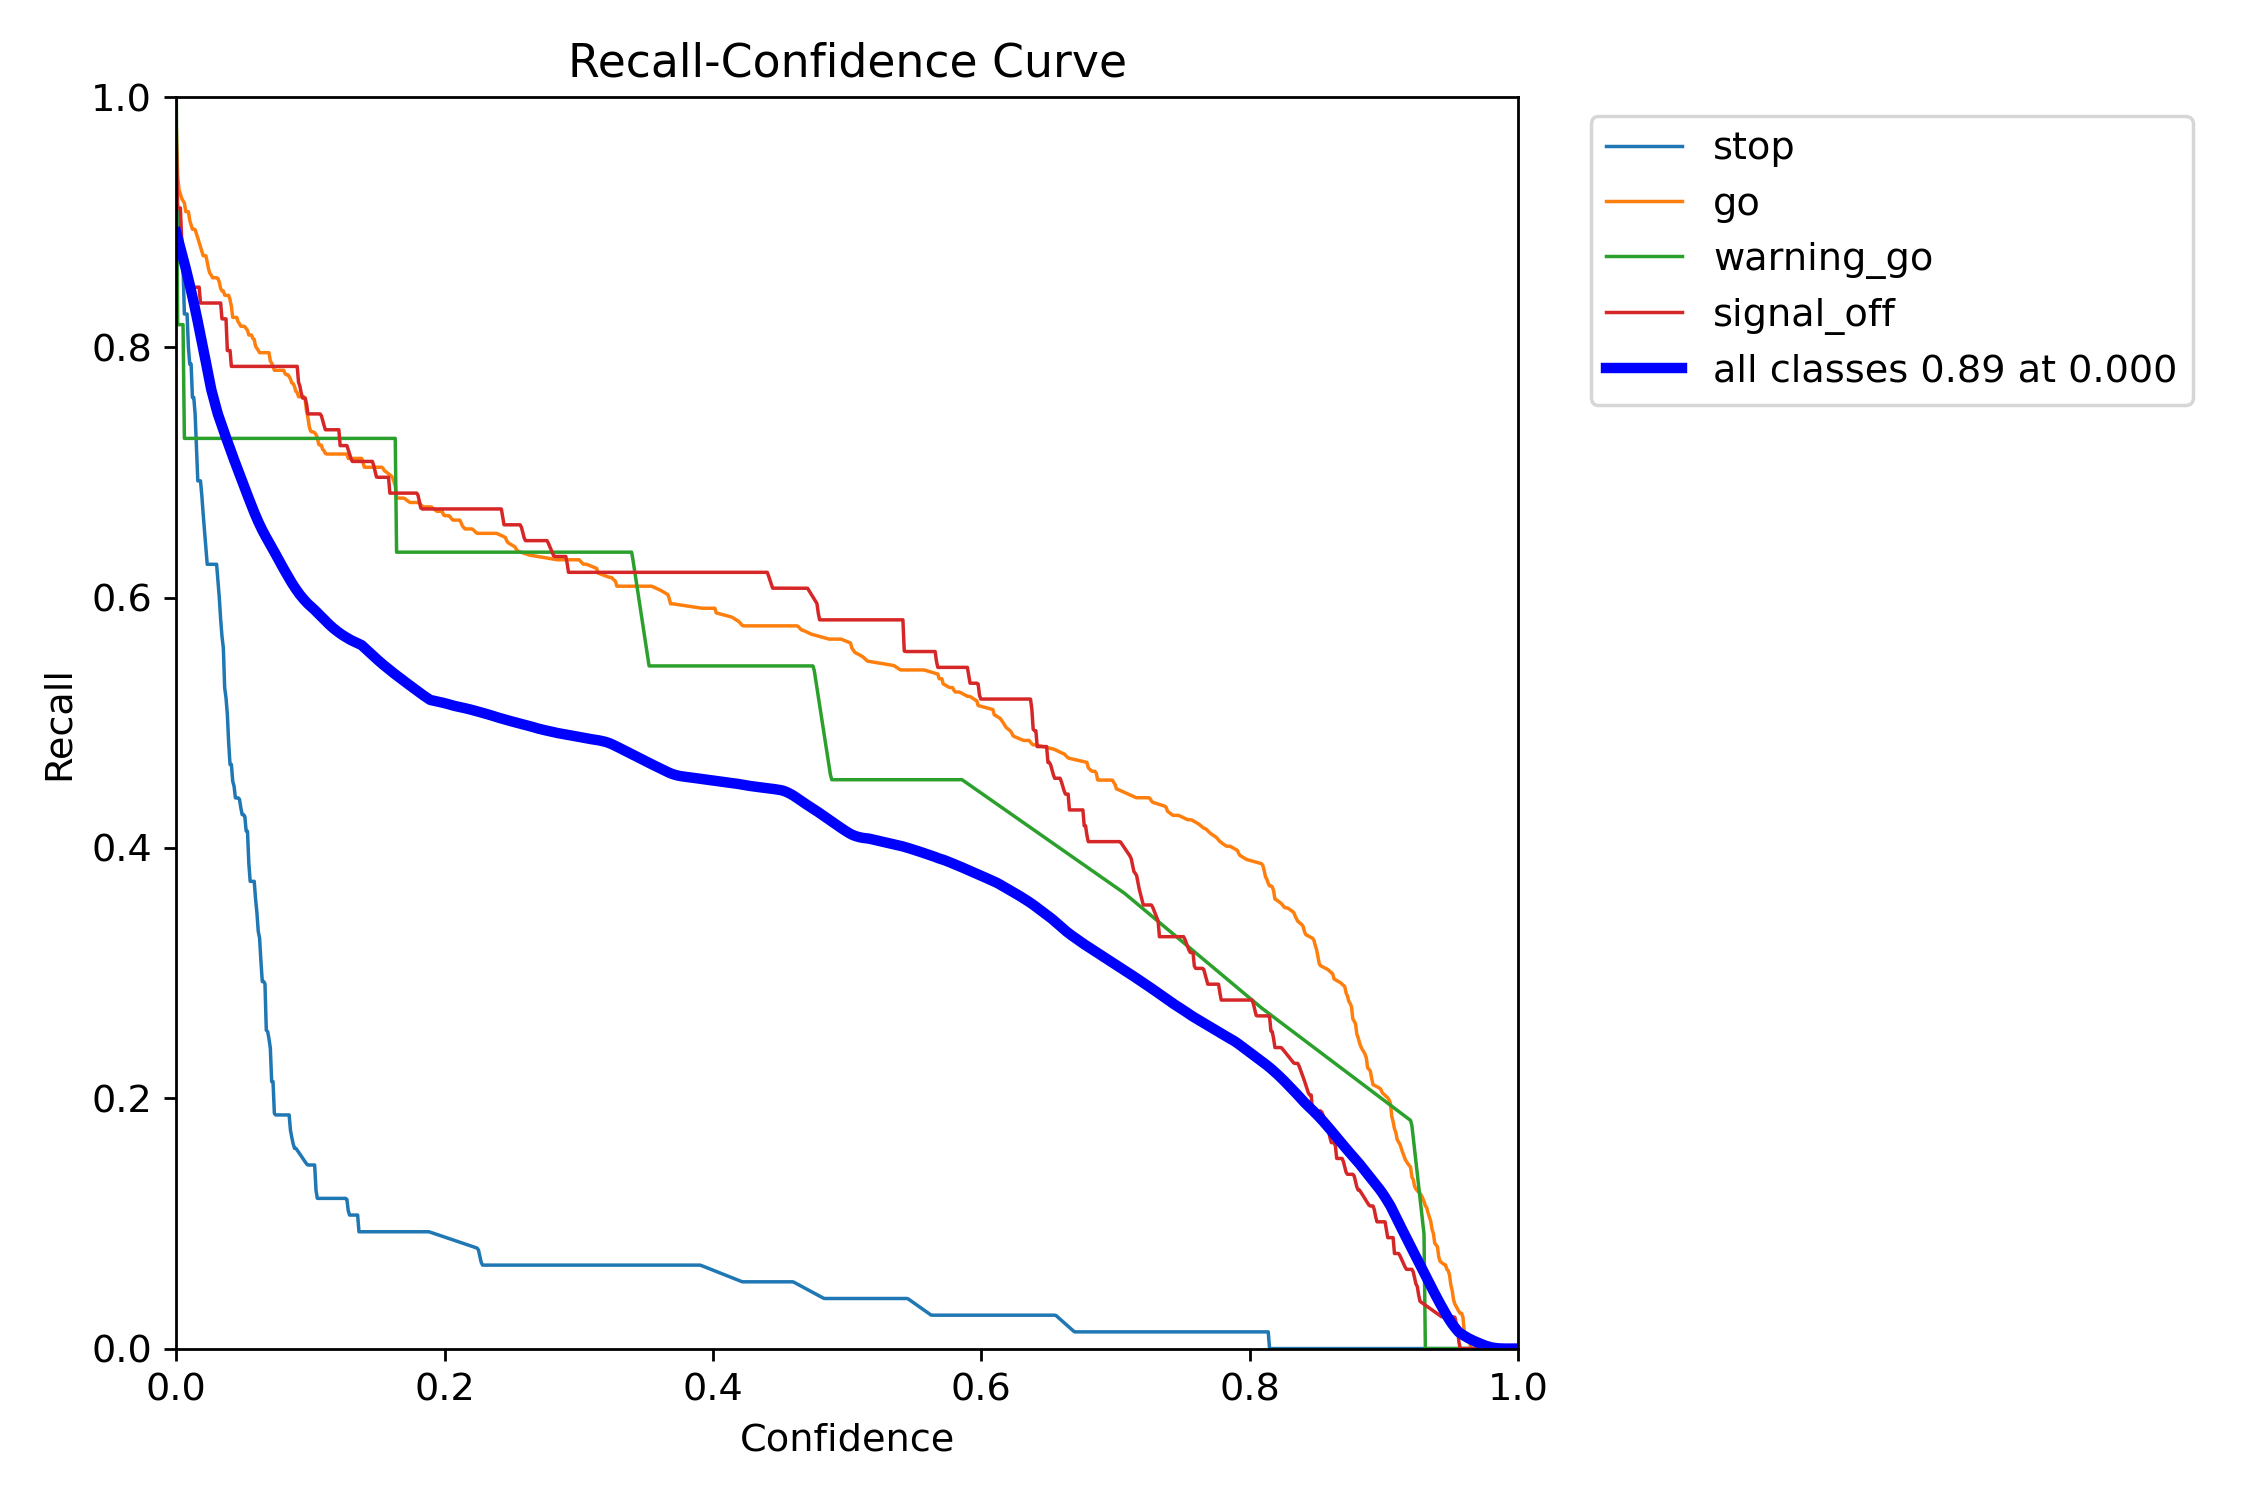 Recall-Confidence Curve
1.0
0.8
0.6
0.4
0.2
0.0
Recall
0.0 0.2 0.4 0.6 0.8 1.0
Confidence
stop
go
warning_go
signal_off
all classes 0.89 at 0.000